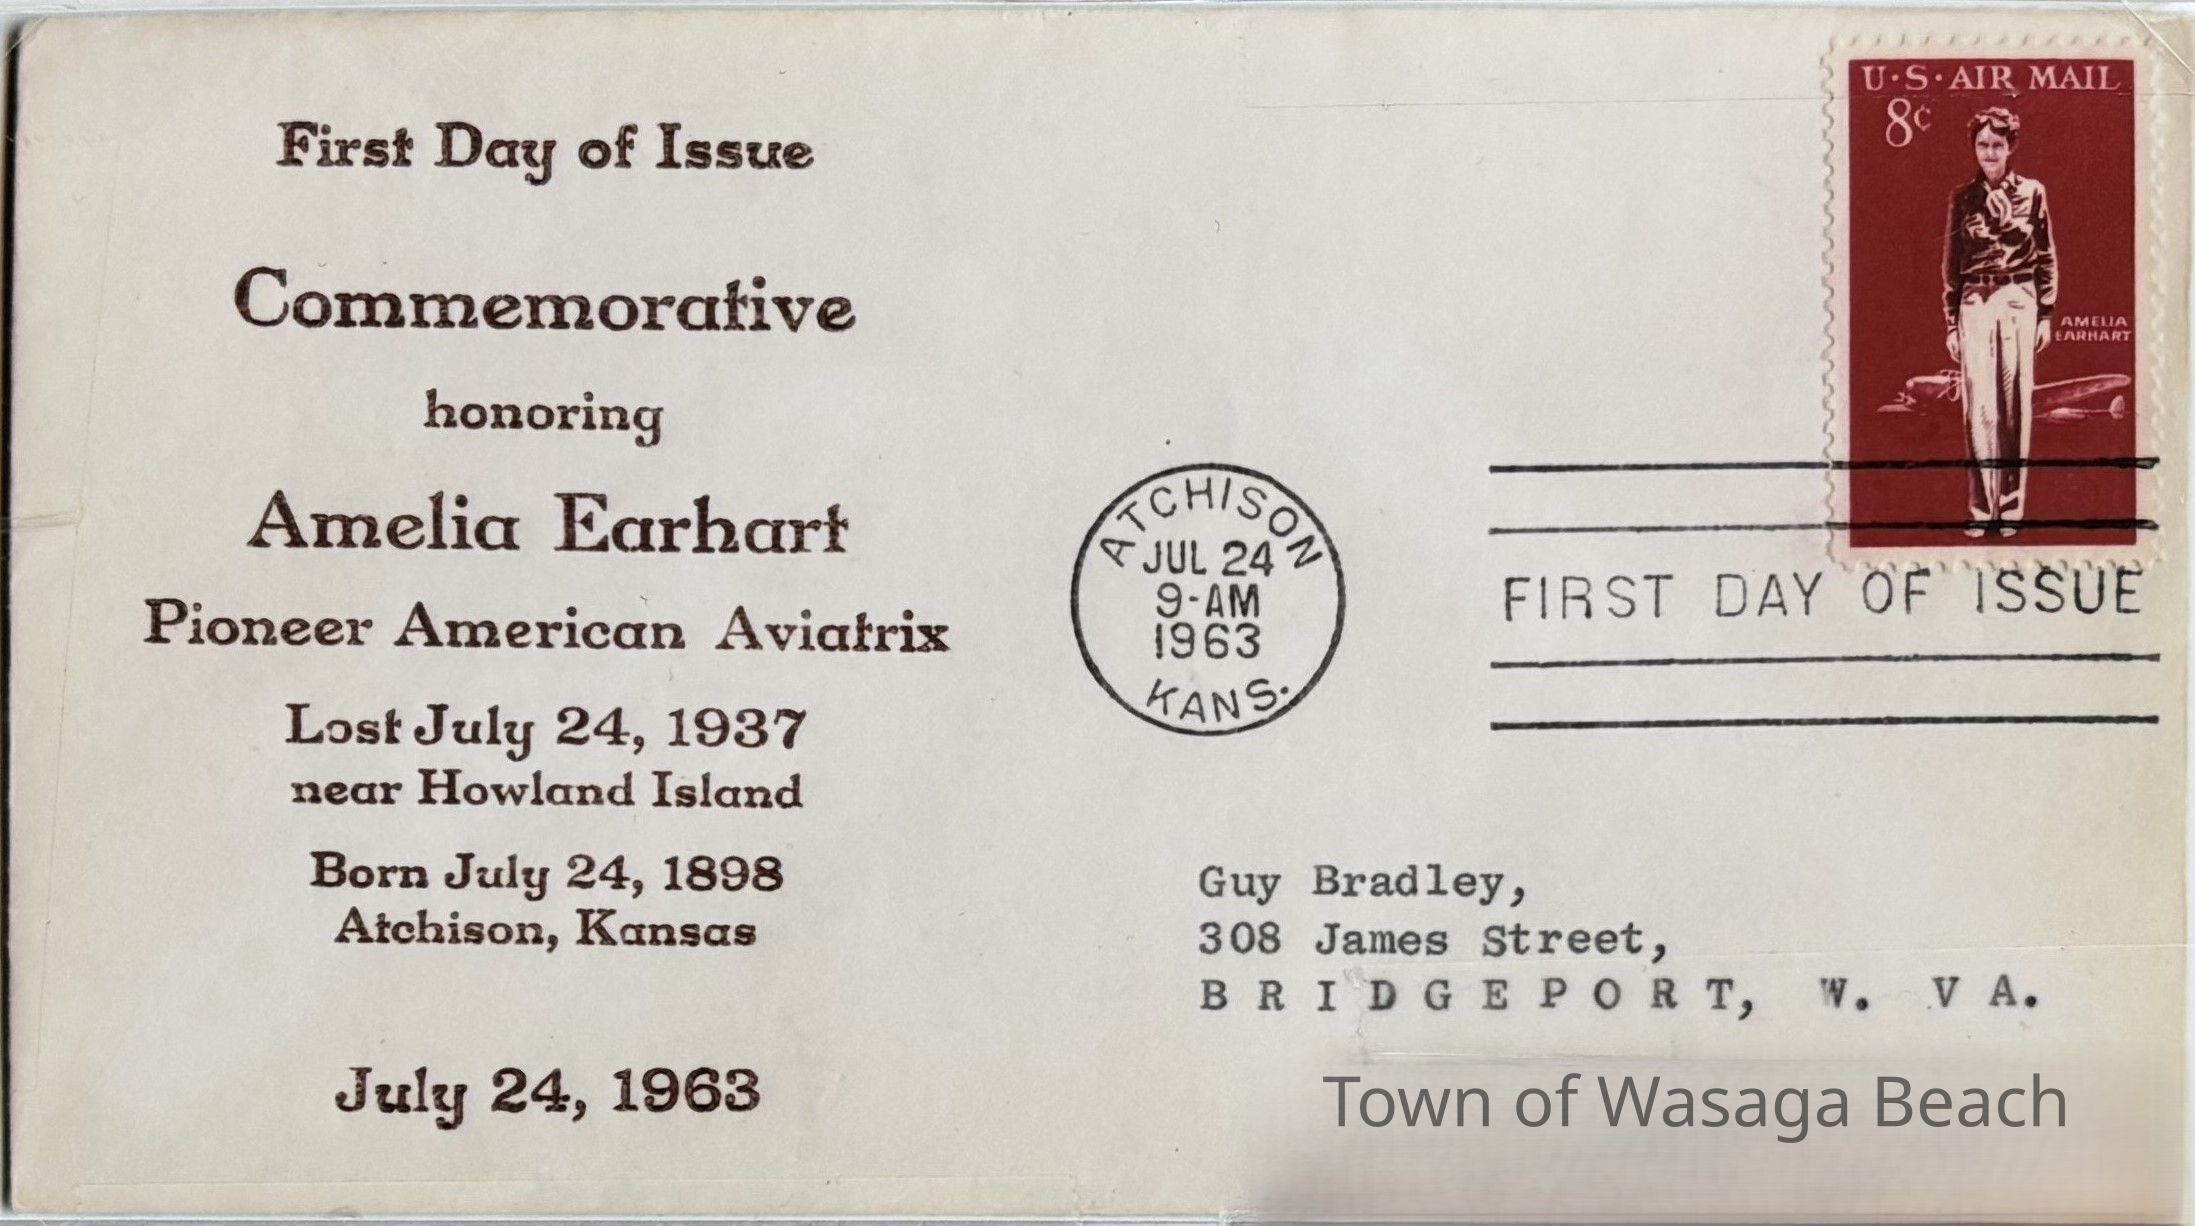 First Day of Issue
Commemorative
honoring
Amelia Earhart
Pioneer American Aviatrix
Lost July 24, 1937
near Howland Island
Born July 24, 1898
Atchison, Kansas
July 24, 1963
U·S·AIR MAIL
8¢
AMELIA
EARHART
ATCHISON
JUL 24
9-AM
1963
KANS.
FIRST DAY OF ISSUE
Guy Bradley,
308 James Street,
BRIDGEPORT, W. VA.
Town of Wasaga Beach